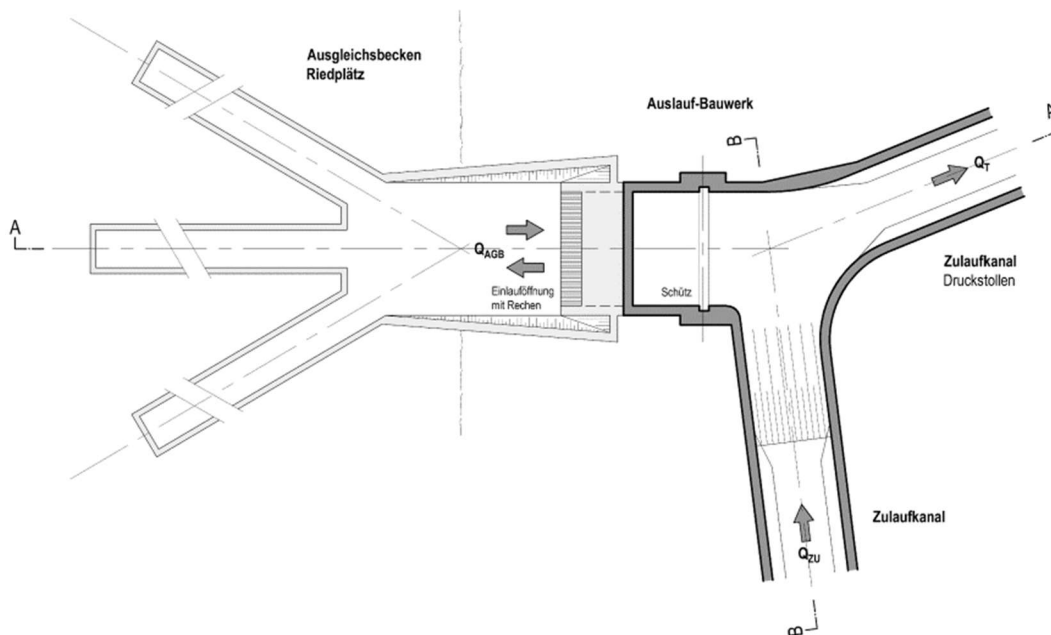 Ausgleichsbecken
Riedplätz
Auslauf-Bauwerk
B
A
Q_T
A
Q_AGB
Einlauföffnung
mit Rechen
Schütz
Zulaufkanal
Druckstollen
Zulaufkanal
Q_ZU
B